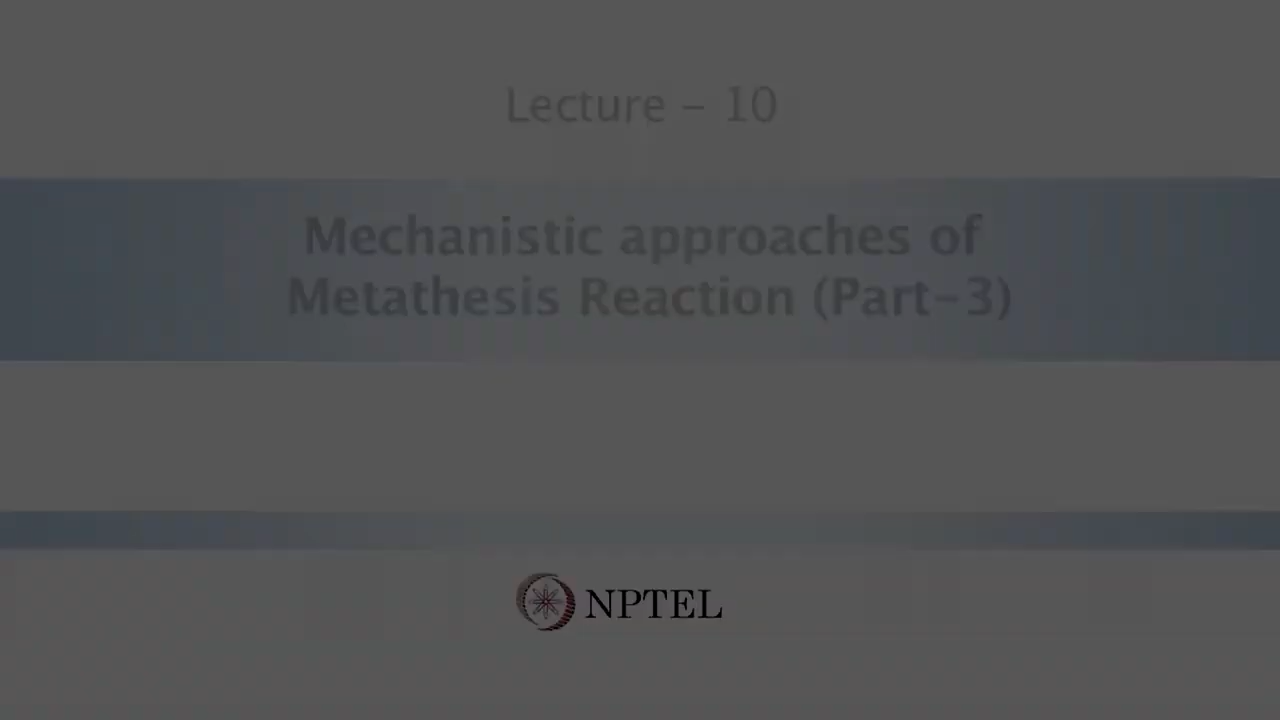 Lecture – 10
Mechanistic approaches of
Metathesis Reaction (Part-3)
NPTEL